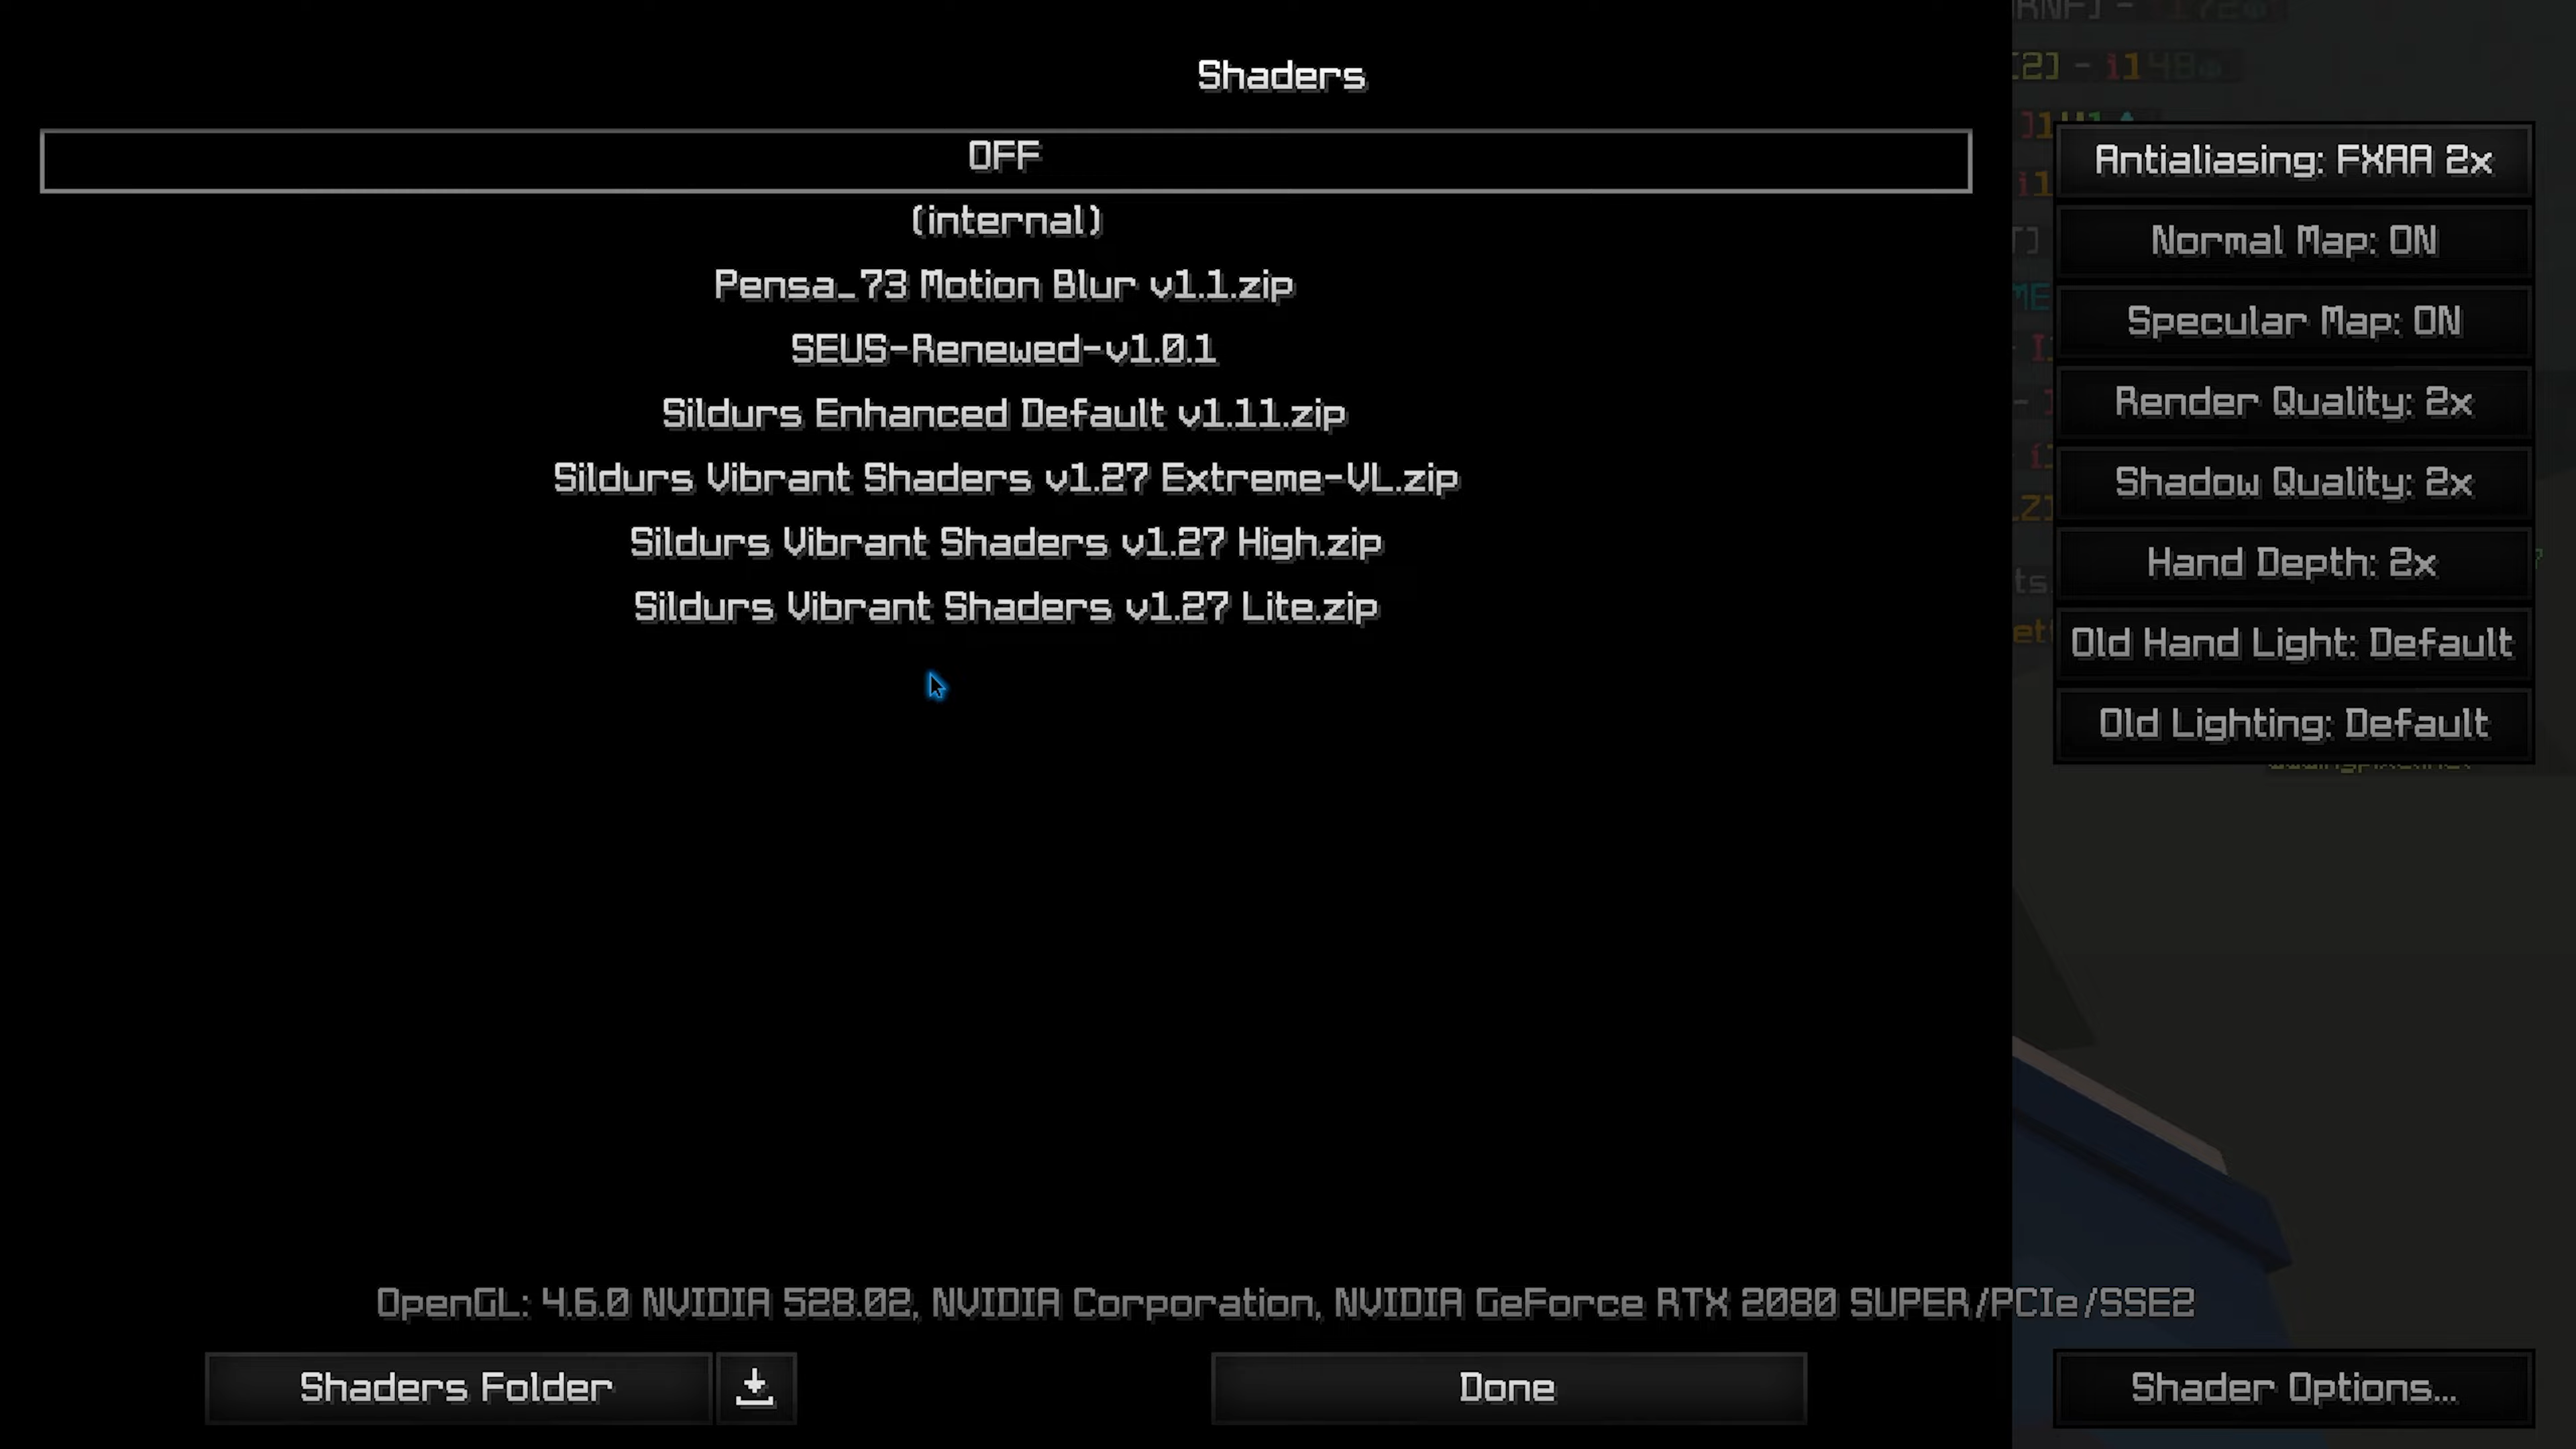 Shaders
OFF
(internal)
Pensa_73 Motion Blur v1.1.zip
SEUS-Renewed-v1.0.1
Sildurs Enhanced Default v1.11.zip
Sildurs Vibrant Shaders v1.27 Extreme-VL.zip
Sildurs Vibrant Shaders v1.27 High.zip
Sildurs Vibrant Shaders v1.27 Lite.zip
Antialiasing: FXAA 2x
Normal Map: ON
Specular Map: ON
Render Quality: 2x
Shadow Quality: 2x
Hand Depth: 2x
Old Hand Light: Default
Old Lighting: Default
OpenGL: 4.6.0 NVIDIA 528.02, NVIDIA Corporation, NVIDIA GeForce RTX 2080 SUPER/PCIe/SSE2
Shaders Folder
Done
Shader Options...